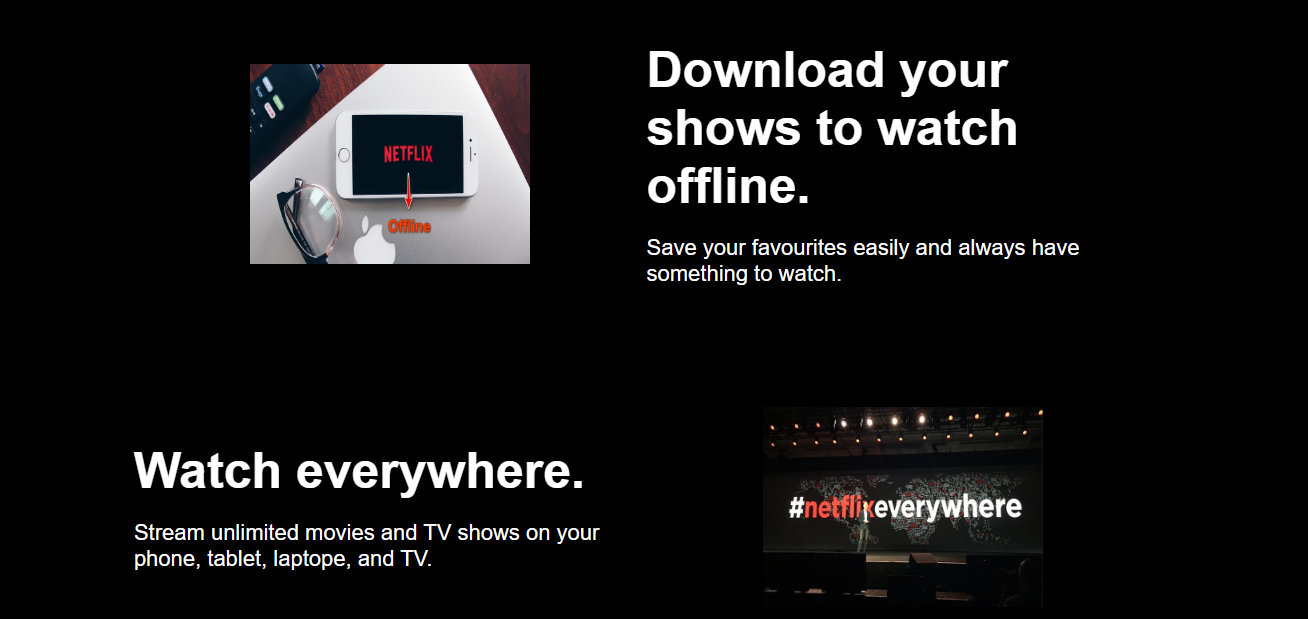 Download your
shows to watch
offline.
NETFLIX
Offline
Save your favourites easily and always have
something to watch.
Watch everywhere.
Stream unlimited movies and TV shows on your
phone, tablet, laptope, and TV.
#netflixeverywhere